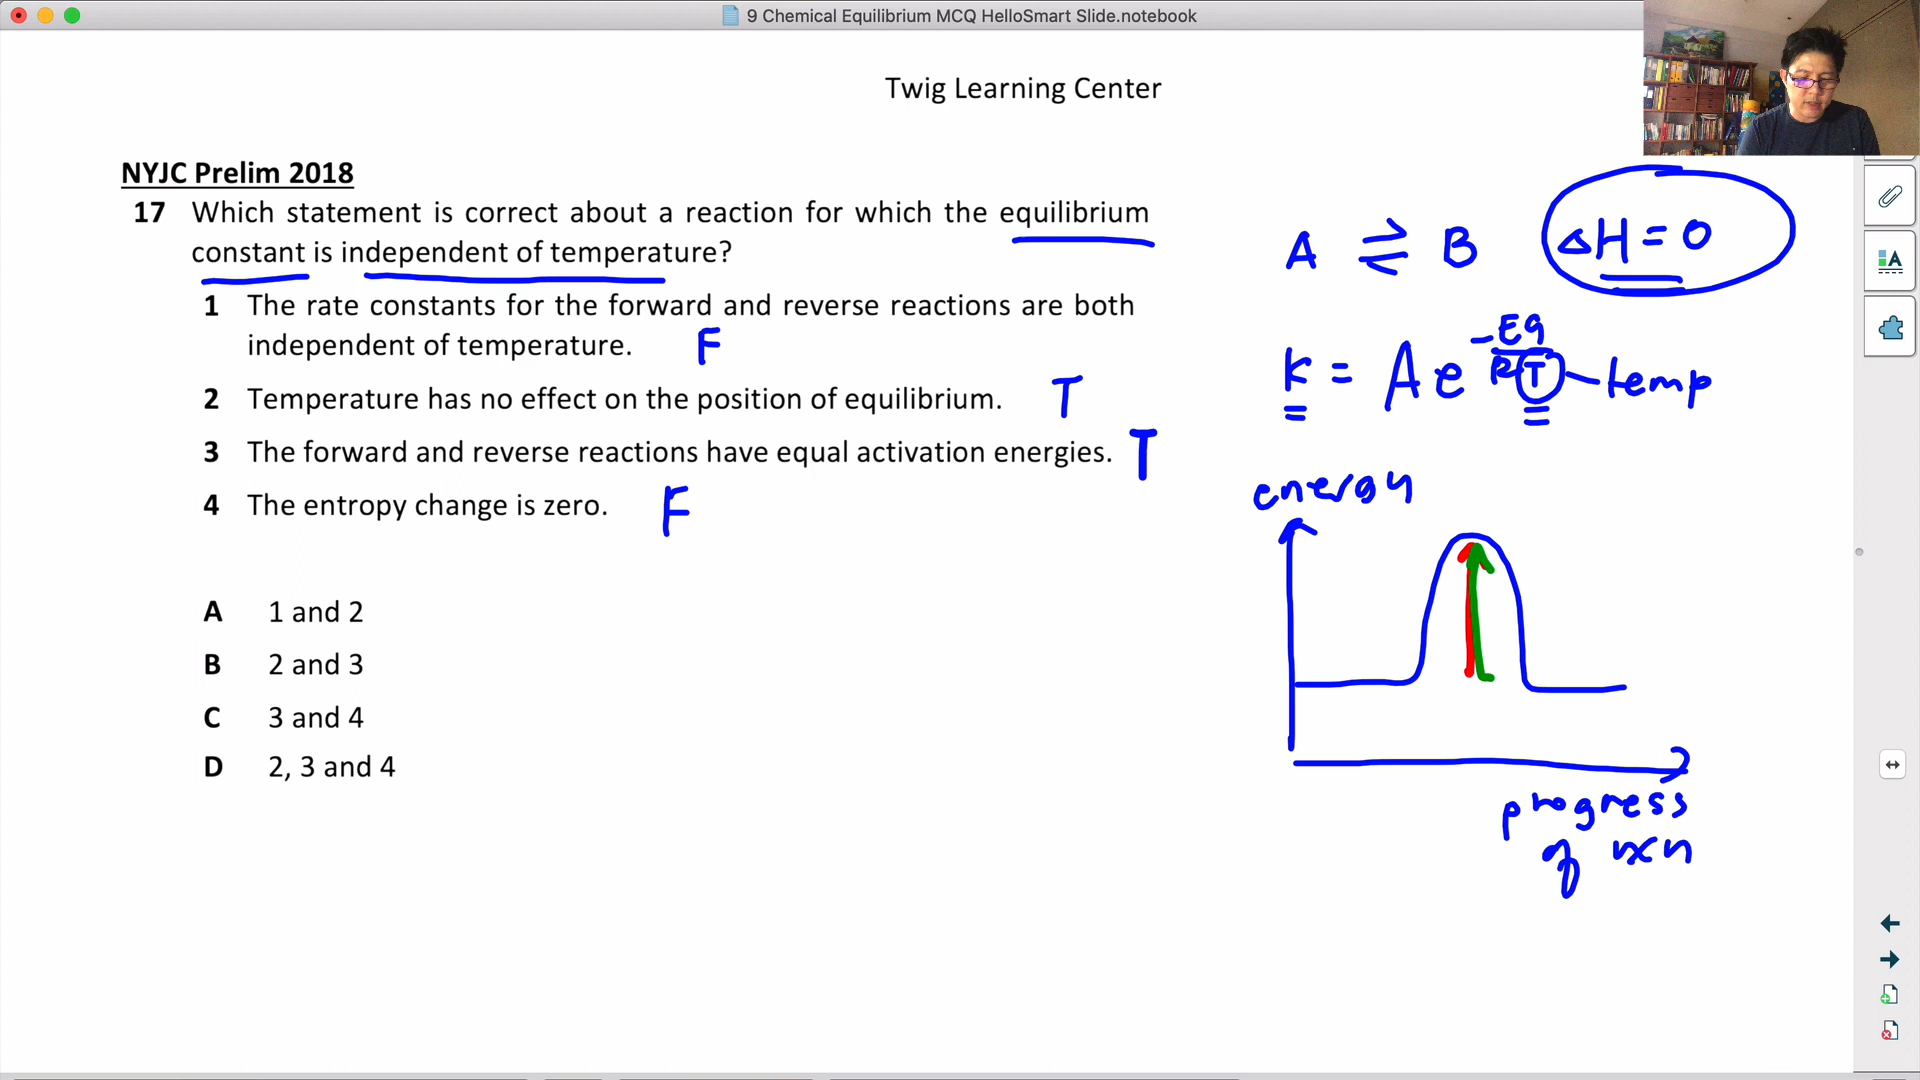 9 Chemical Equilibrium MCQ HelloSmart Slide.notebook
Twig Learning Center
NYJC Prelim 2018
17 Which statement is correct about a reaction for which the equilibrium
constant is independent of temperature?
1 The rate constants for the forward and reverse reactions are both
independent of temperature. F
2 Temperature has no effect on the position of equilibrium. T
3 The forward and reverse reactions have equal activation energies. T
4 The entropy change is zero. F
A 1 and 2
B 2 and 3
C 3 and 4
D 2, 3 and 4
A ⇌ B ΔH = 0
k = A e^(-Ea/RT) temp
energy
progress
of rxn
A